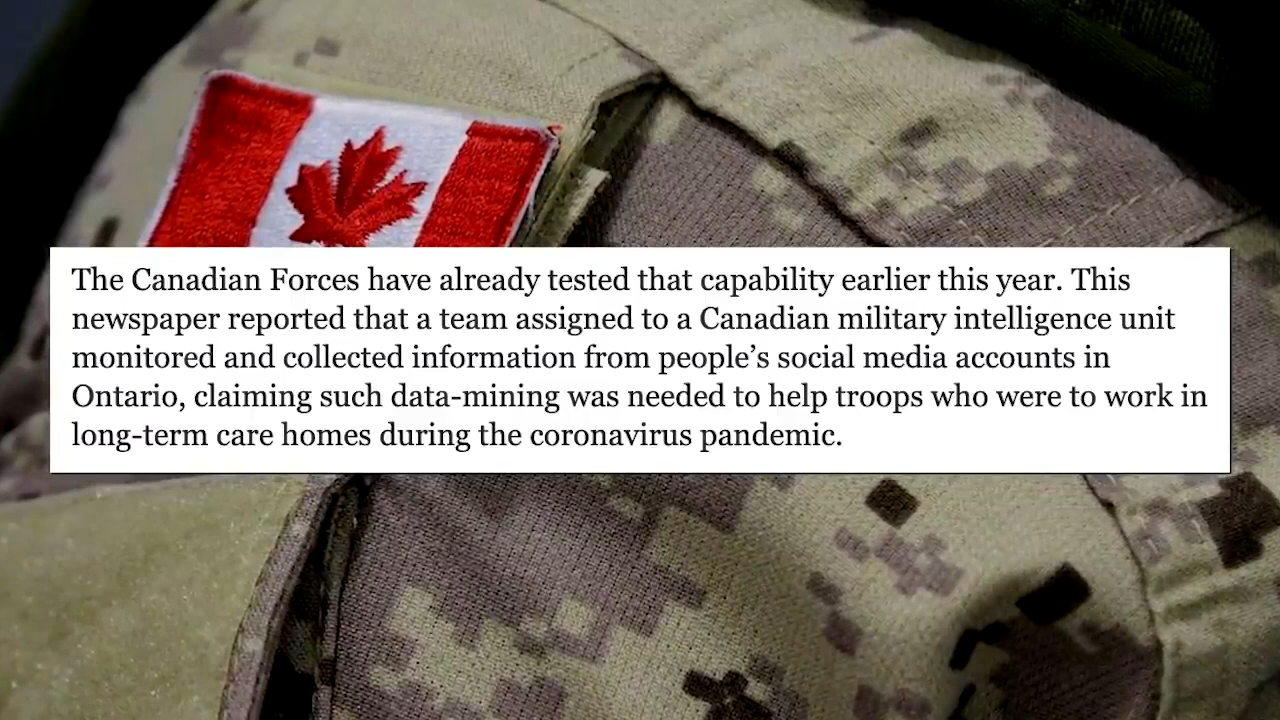 The Canadian Forces have already tested that capability earlier this year. This
newspaper reported that a team assigned to a Canadian military intelligence unit
monitored and collected information from people’s social media accounts in
Ontario, claiming such data-mining was needed to help troops who were to work in
long-term care homes during the coronavirus pandemic.